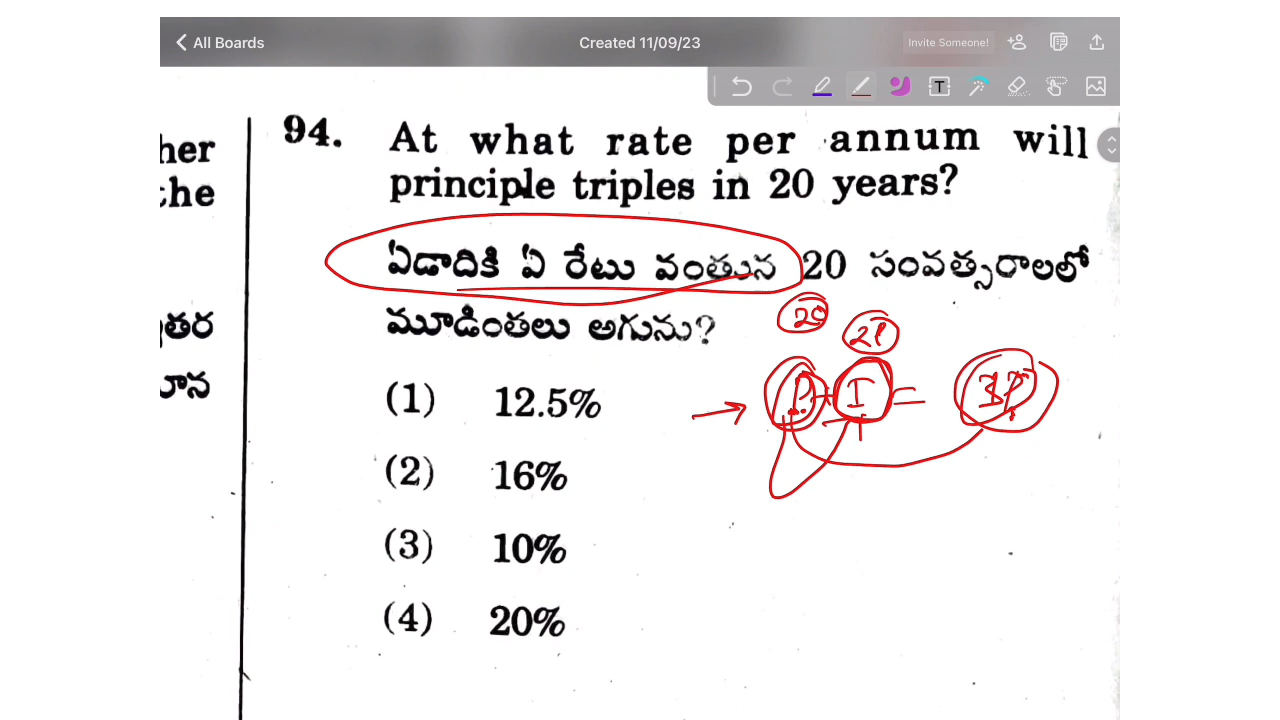 All Boards
Created 11/09/23
Invite Someone!
T
her
the
94. At what rate per annum will
principle triples in 20 years?
ఏడాదికి ఏ రేటు వంతున 20 సంవత్సరాలలో
మూడింతలు అగును?
తర
మాన
20
2P
P + I = 3P
(1) 12.5%
(2) 16%
(3) 10%
(4) 20%